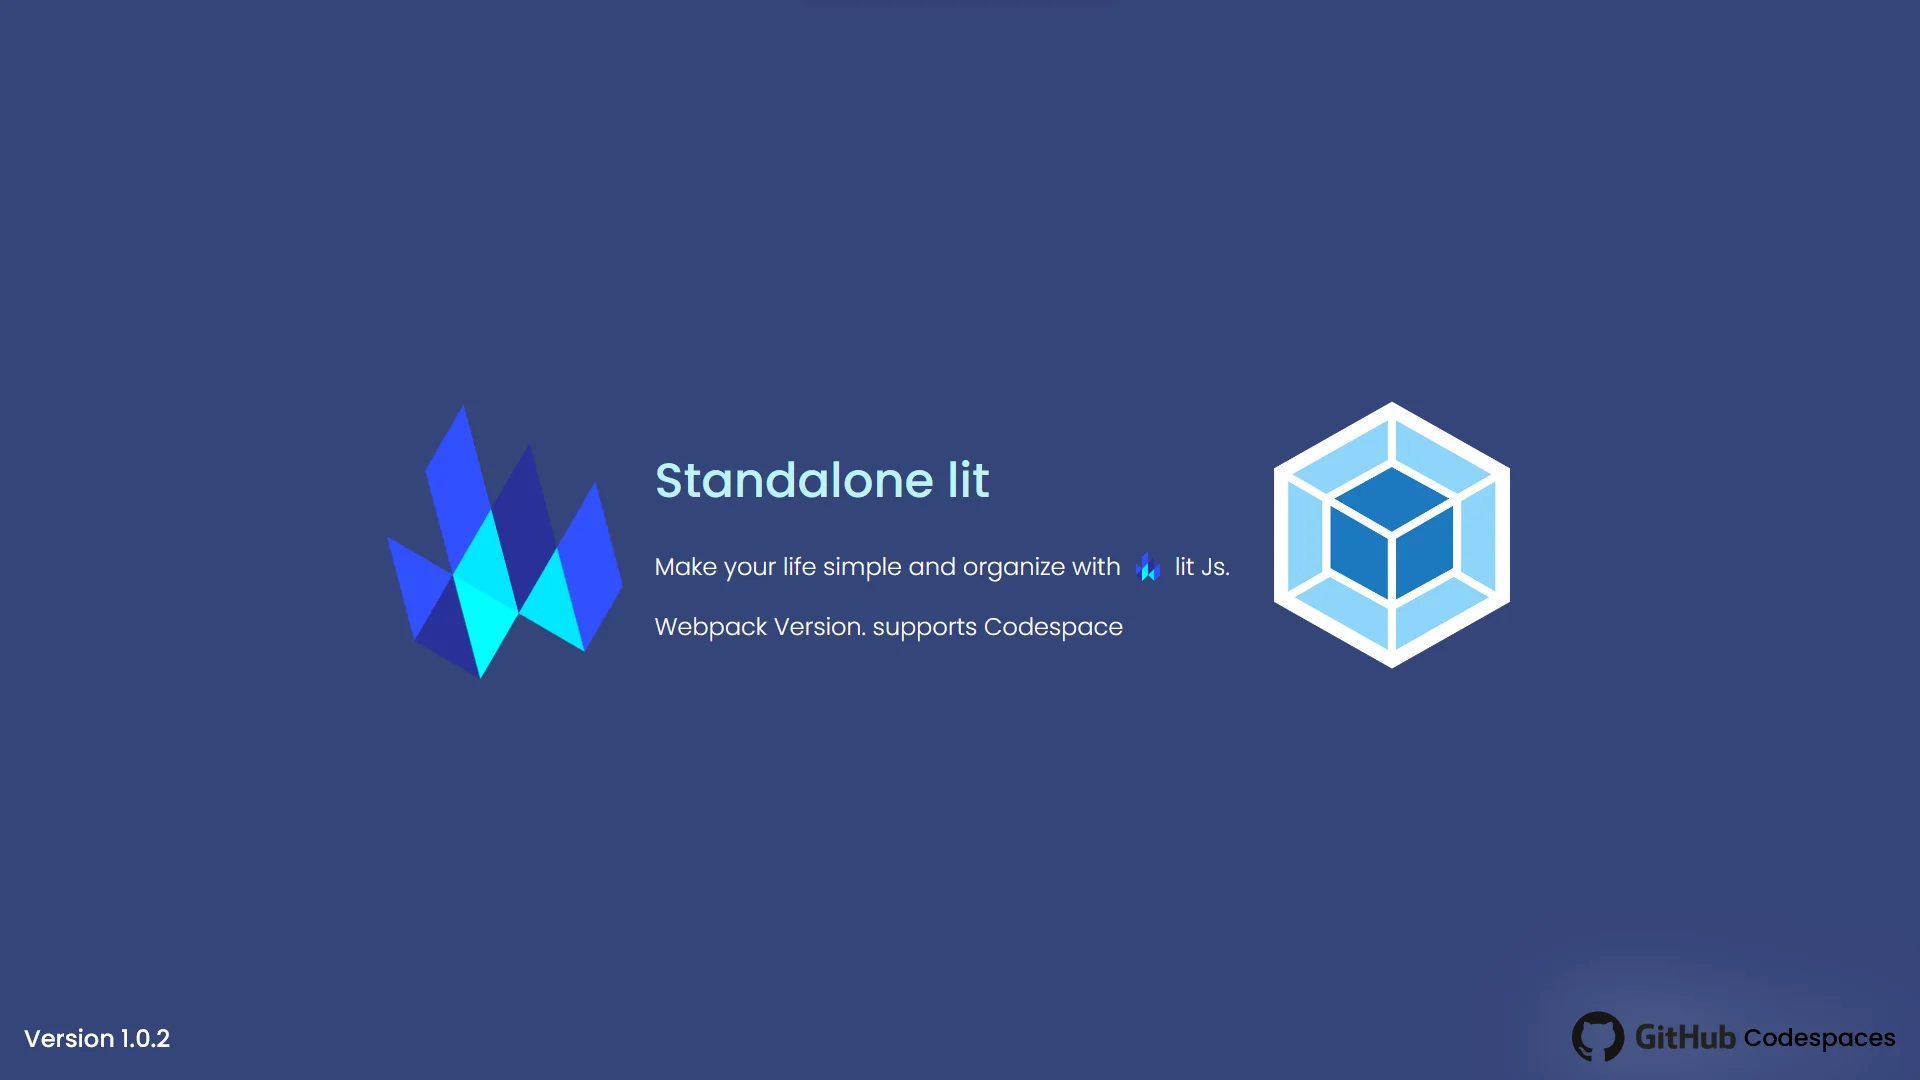 Standalone lit
Make your life simple and organize with lit Js.
Webpack Version. supports Codespace
Version 1.0.2
GitHub Codespaces